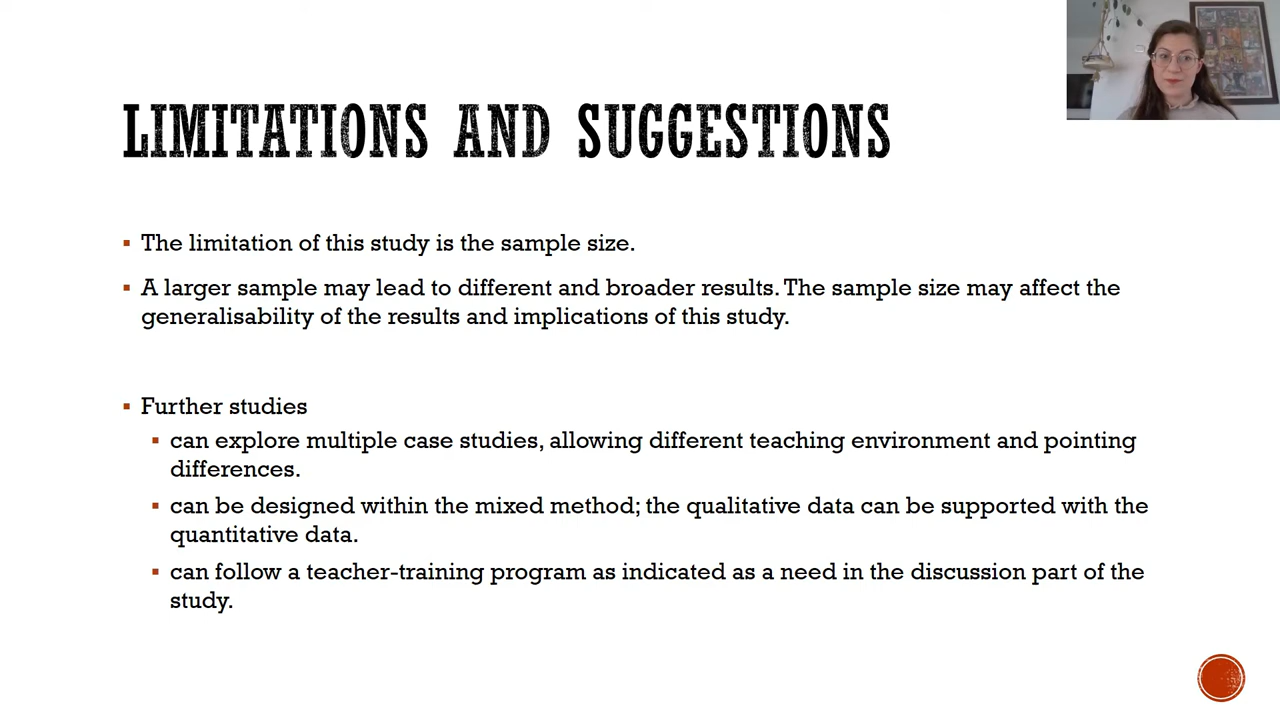 LIMITATIONS AND SUGGESTIONS
The limitation of this study is the sample size.
A larger sample may lead to different and broader results. The sample size may affect the
generalisability of the results and implications of this study.
Further studies
can explore multiple case studies, allowing different teaching environment and pointing
differences.
can be designed within the mixed method; the qualitative data can be supported with the
quantitative data.
can follow a teacher-training program as indicated as a need in the discussion part of the
study.